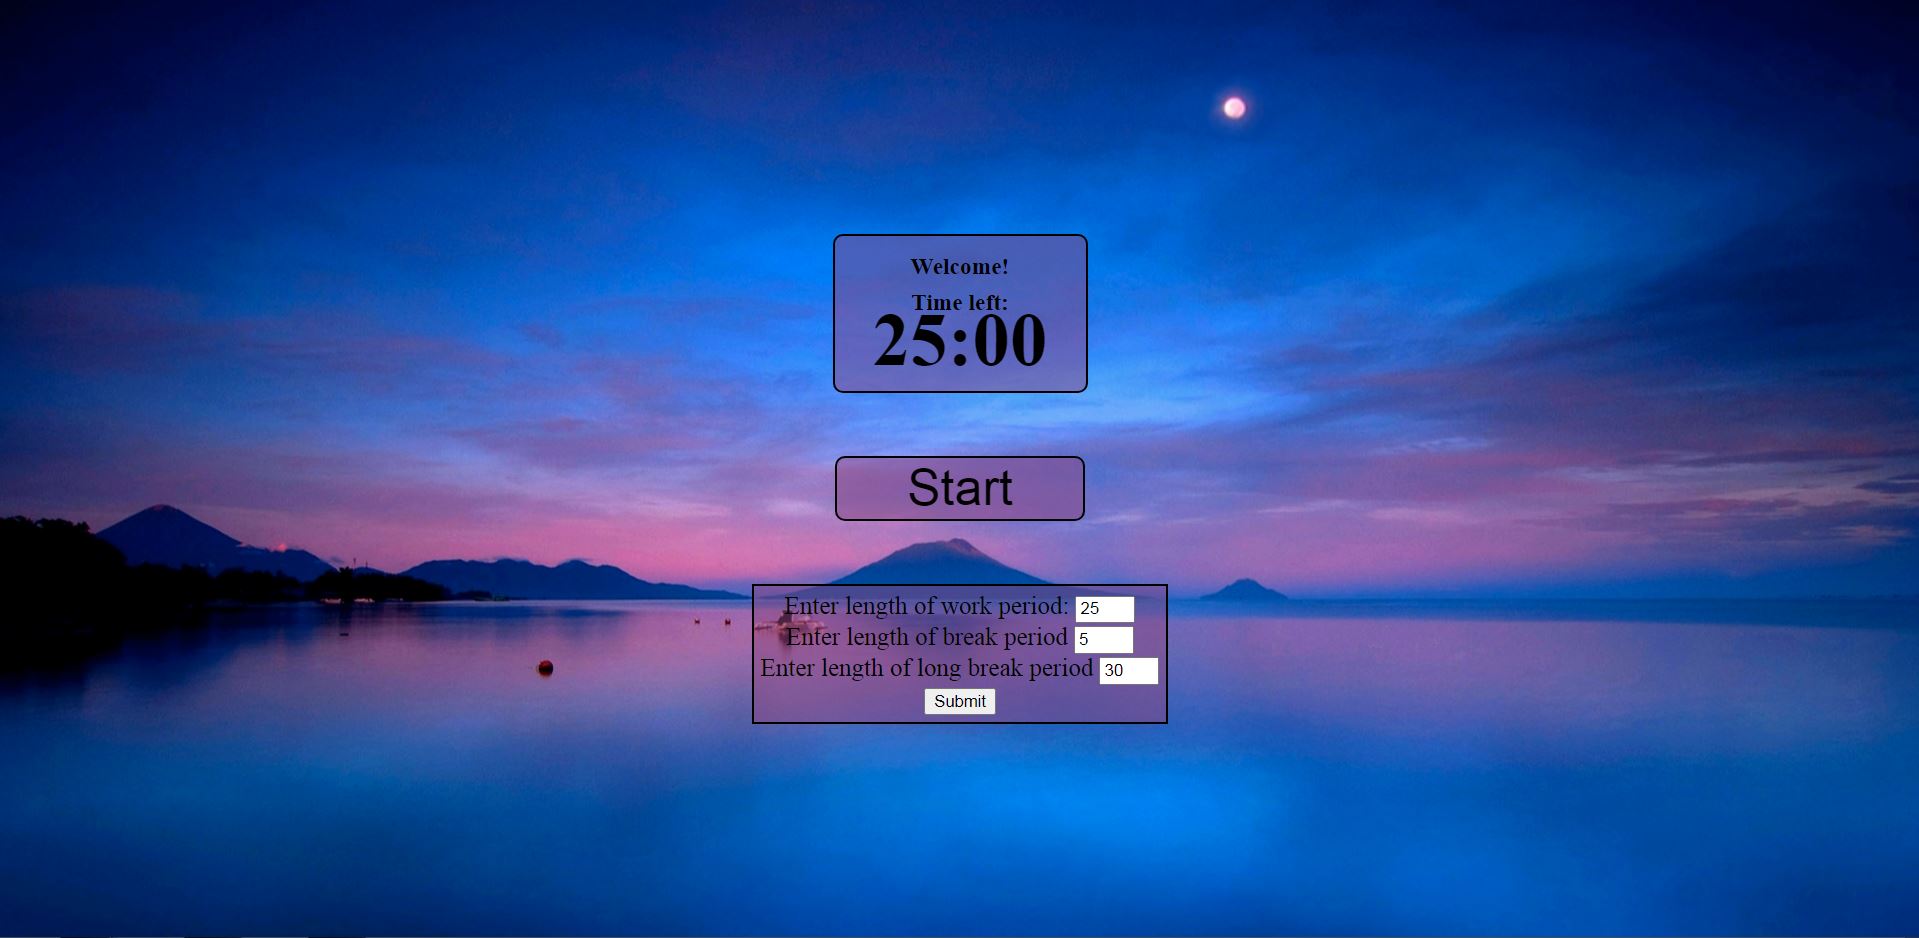 Welcome!
Time left:
25:00
Start
Enter length of work period: 25
Enter length of break period 5
Enter length of long break period 30
Submit